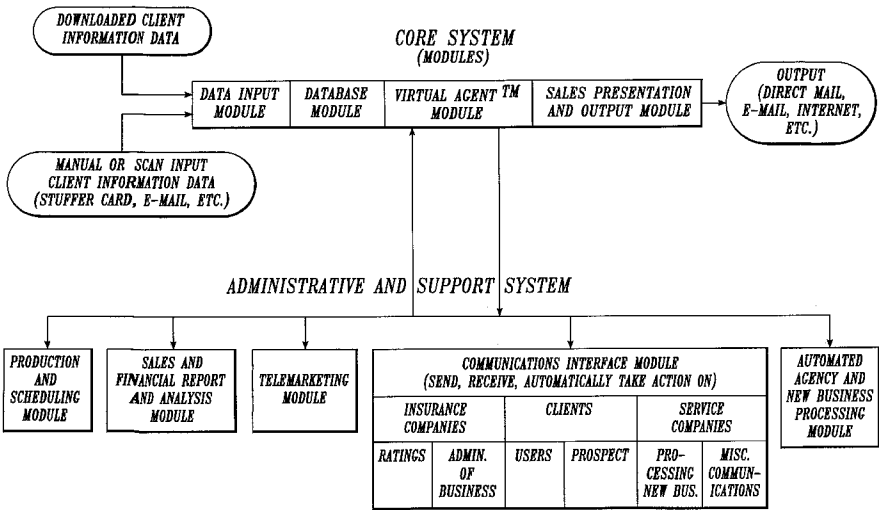 DOWNLOADED CLIENT
INFORMATION DATA
CORE SYSTEM
(MODULES)
DATA INPUT
MODULE
DATABASE
MODULE
VIRTUAL AGENT TM
MODULE
SALES PRESENTATION
AND OUTPUT MODULE
OUTPUT
(DIRECT MAIL,
E-MAIL, INTERNET,
ETC.)
MANUAL OR SCAN INPUT
CLIENT INFORMATION DATA
(STUFFER CARD, E-MAIL, ETC.)
ADMINISTRATIVE AND SUPPORT SYSTEM
PRODUCTION
AND
SCHEDULING
MODULE
SALES AND
FINANCIAL REPORT
AND ANALYSIS
MODULE
TELEMARKETING
MODULE
COMMUNICATIONS INTERFACE MODULE
(SEND, RECEIVE, AUTOMATICALLY TAKE ACTION ON)
INSURANCE
COMPANIES
CLIENTS
SERVICE
COMPANIES
RATINGS
ADMIN.
OF
BUSINESS
USERS
PROSPECT
PRO-
CESSING
NEW BUS.
MISC.
COMMUN-
ICATIONS
AUTOMATED
AGENCY AND
NEW BUSINESS
PROCESSING
MODULE